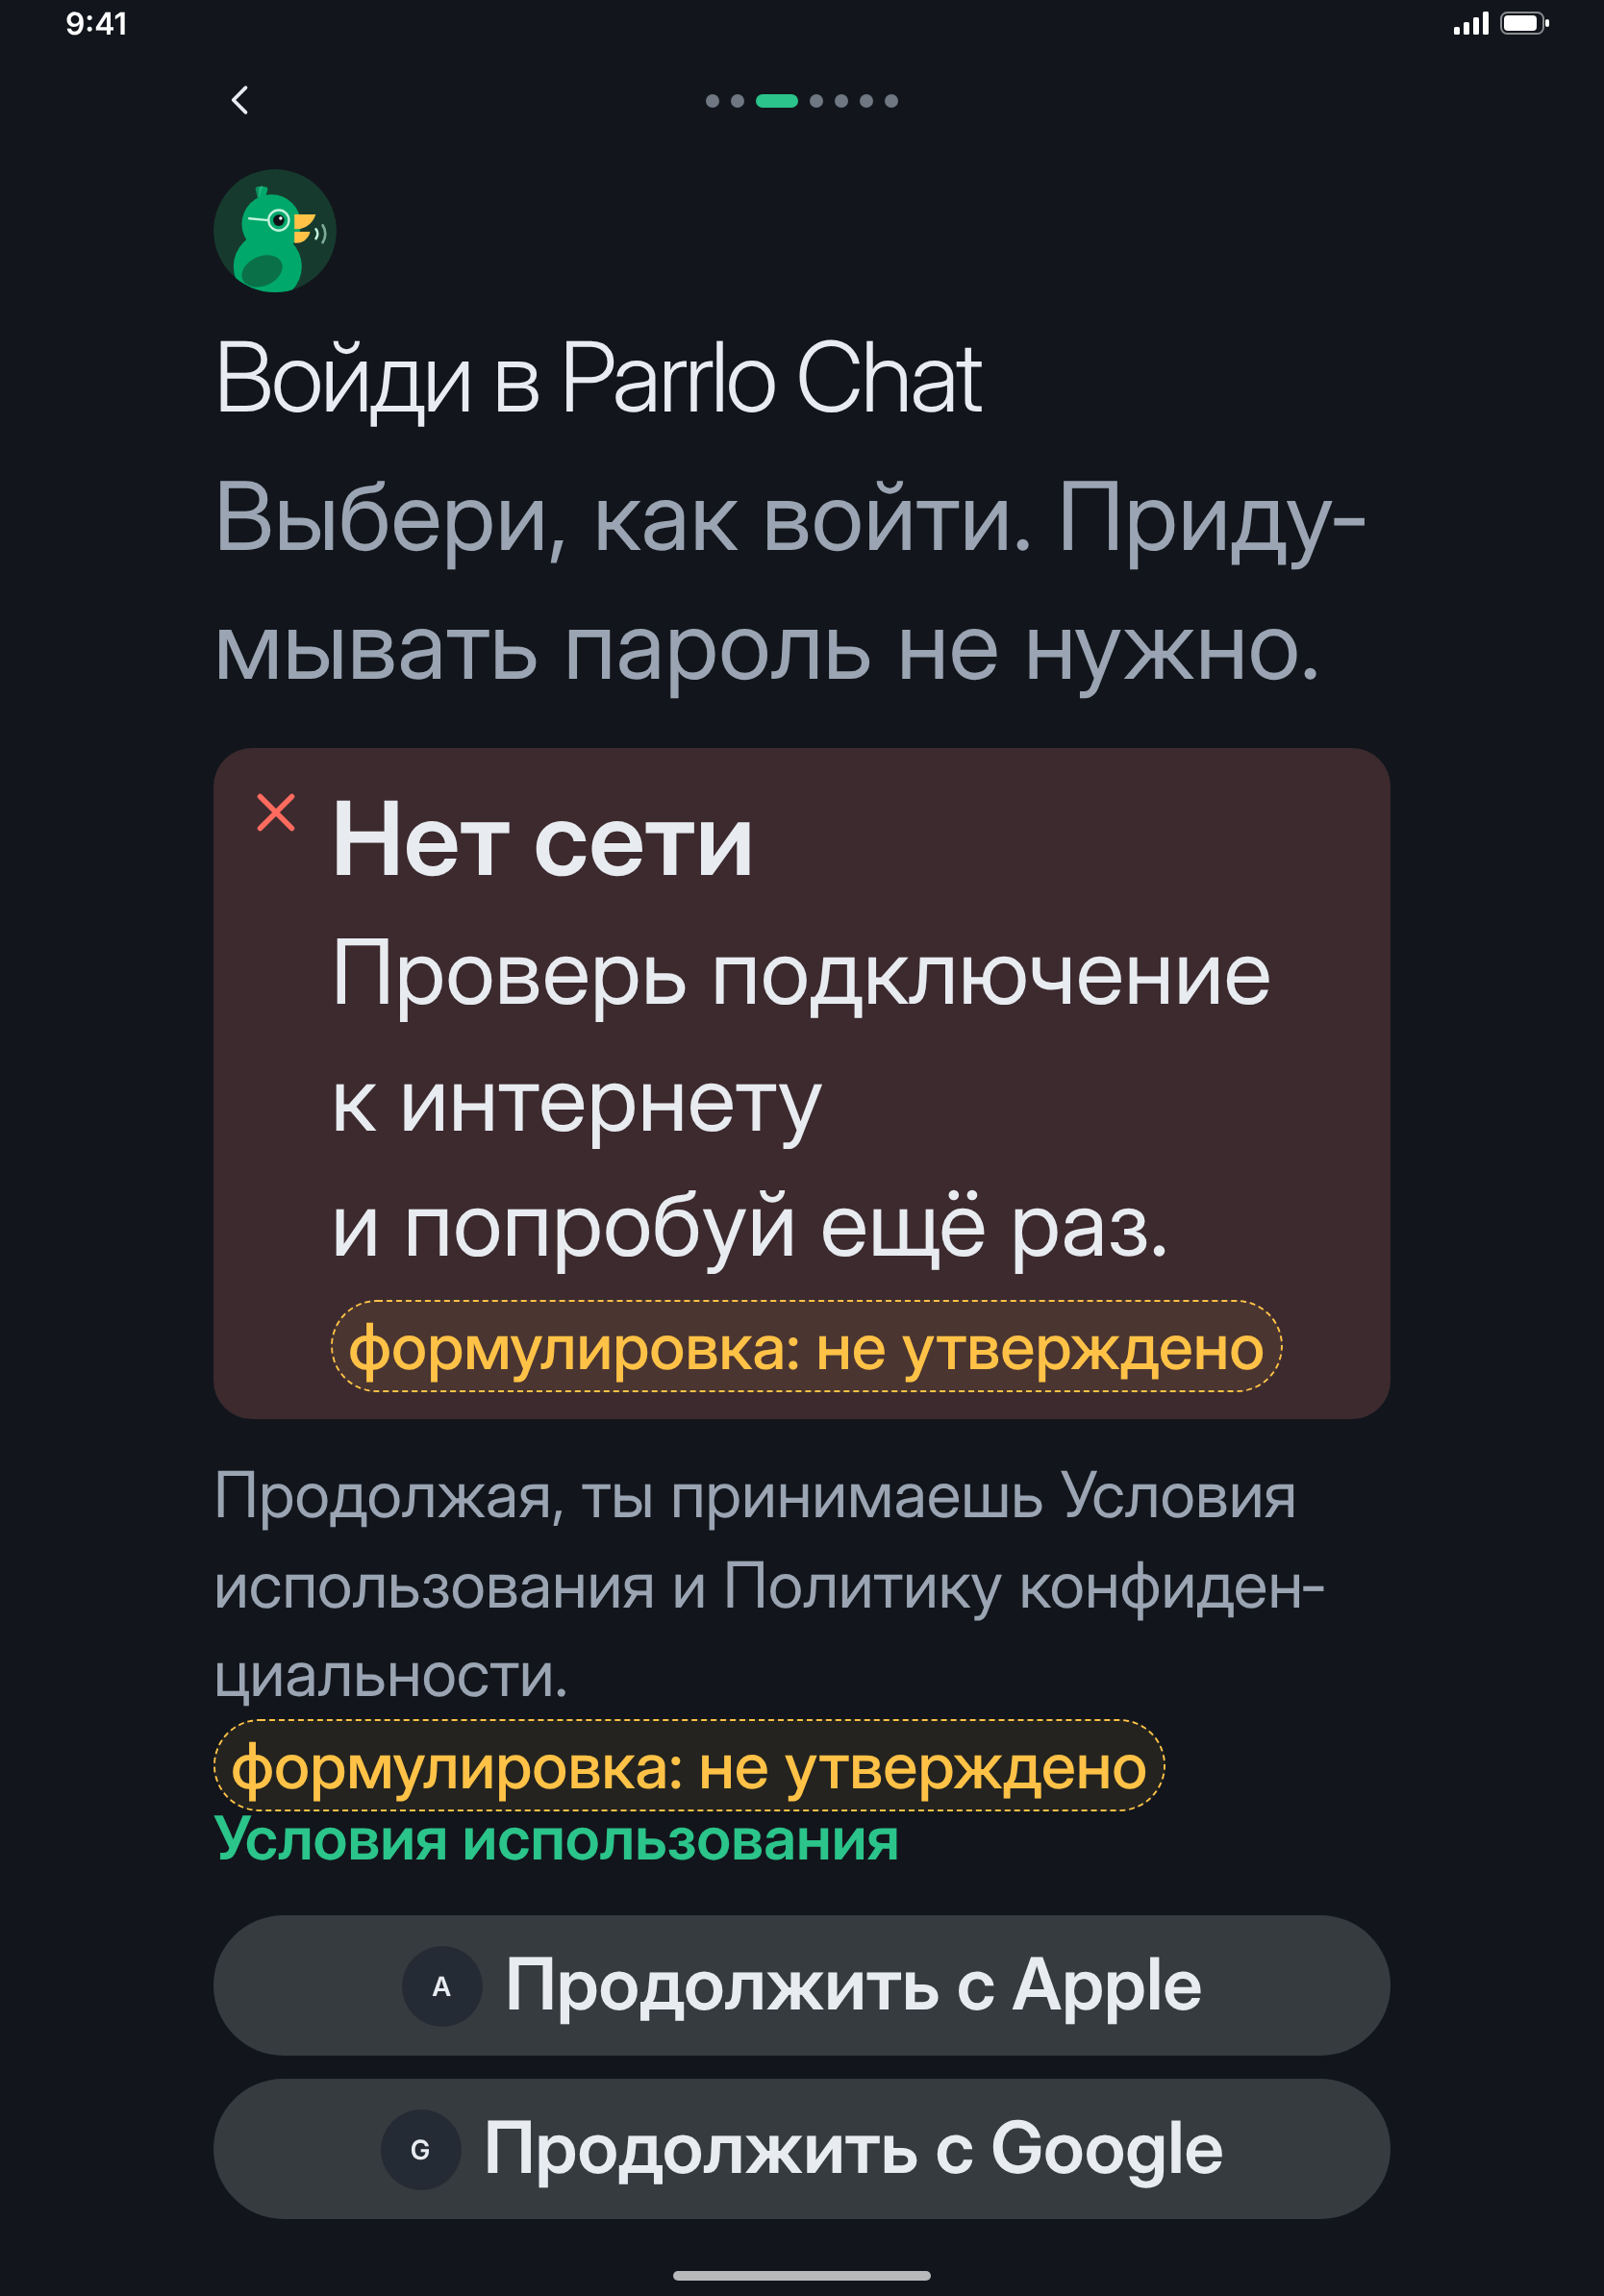 9:41
Войди в Parrlo Chat
Выбери, как войти. Приду-
мывать пароль не нужно.
Нет сети
Проверь подключение
к интернету
и попробуй ещё раз.
формулировка: не утверждено
Продолжая, ты принимаешь Условия
использования и Политику конфиден-
циальности.
формулировка: не утверждено
Условия использования
A Продолжить с Apple
G Продолжить с Google